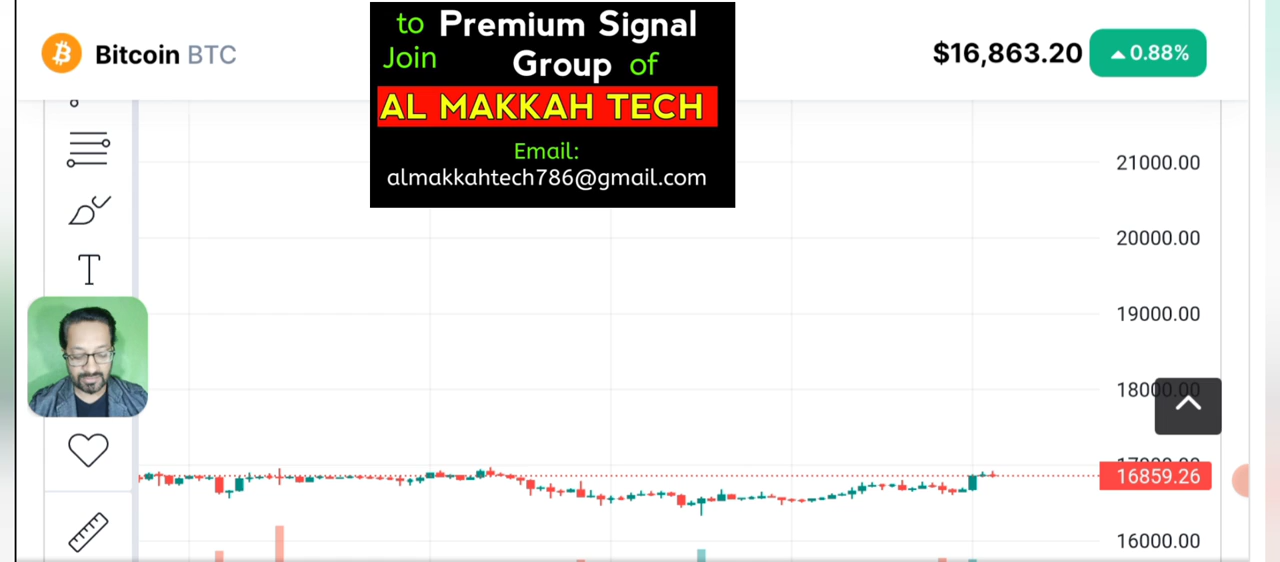 to Premium Signal
Join Group of
AL MAKKAH TECH
Email:
almakkahtech786@gmail.com
Bitcoin BTC
$16,863.20 0.88%
21000.00
20000.00
T
19000.00
18000.00
16859.26
16000.00